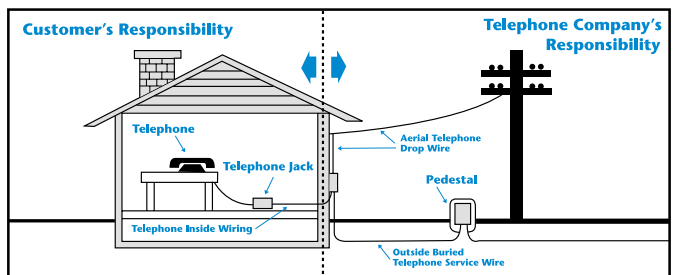 Customer's Responsibility
Telephone Company's
Responsibility
Telephone
Telephone Jack
Telephone Inside Wiring
Aerial Telephone
Drop Wire
Pedestal
Outside Buried
Telephone Service Wire